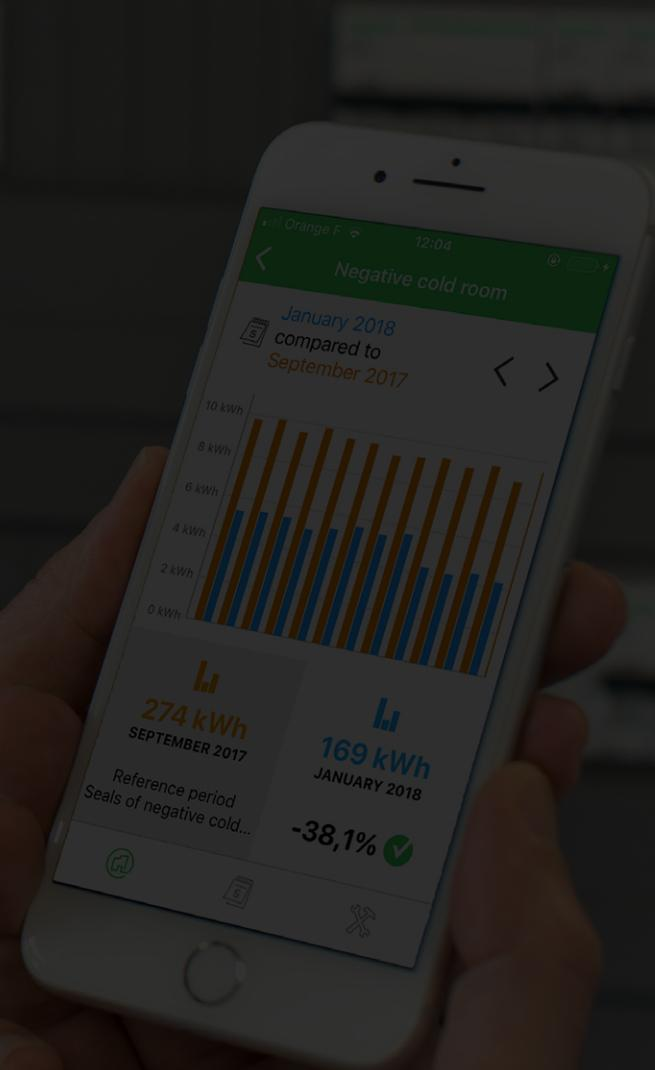 Orange F
12:04
Negative cold room
January 2018
compared to
September 2017
10 kWh
8 kWh
6 kWh
4 kWh
2 kWh
0 kWh
274 kWh
SEPTEMBER 2017
Reference period
Seals of negative cold...
169 kWh
JANUARY 2018
-38,1%